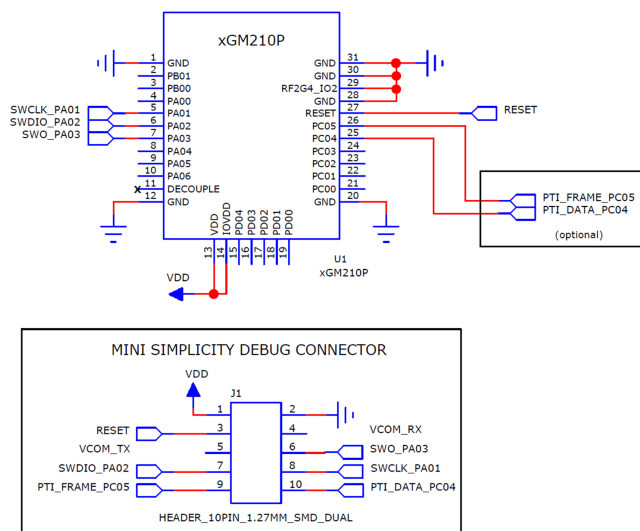 xGM210P
1 GND
2 PB01
3 PB00
4 PA00
SWCLK_PA01 5 PA01
SWDIO_PA02 6 PA02
SWO_PA03 7 PA03
8 PA04
9 PA05
10 PA06
x 11 DECOUPLE
12 GND
GND 31
GND 30
RF2G4_IO2 29
GND 28
RESET 27 RESET
PC05 26
PC04 25
PC03 24
PC02 23
PC01 22
PC00 21
GND 20
VDD IOVDD PD04 PD03 PD02 PD01 PD00
13 14 15 16 17 18 19
PTI_FRAME_PC05
PTI_DATA_PC04
(optional)
U1
xGM210P
VDD
MINI SIMPLICITY DEBUG CONNECTOR
VDD
J1
1 2
RESET 3 4 VCOM_RX
VCOM_TX 5 6 SWO_PA03
SWDIO_PA02 7 8 SWCLK_PA01
PTI_FRAME_PC05 9 10 PTI_DATA_PC04
HEADER_10PIN_1.27MM_SMD_DUAL